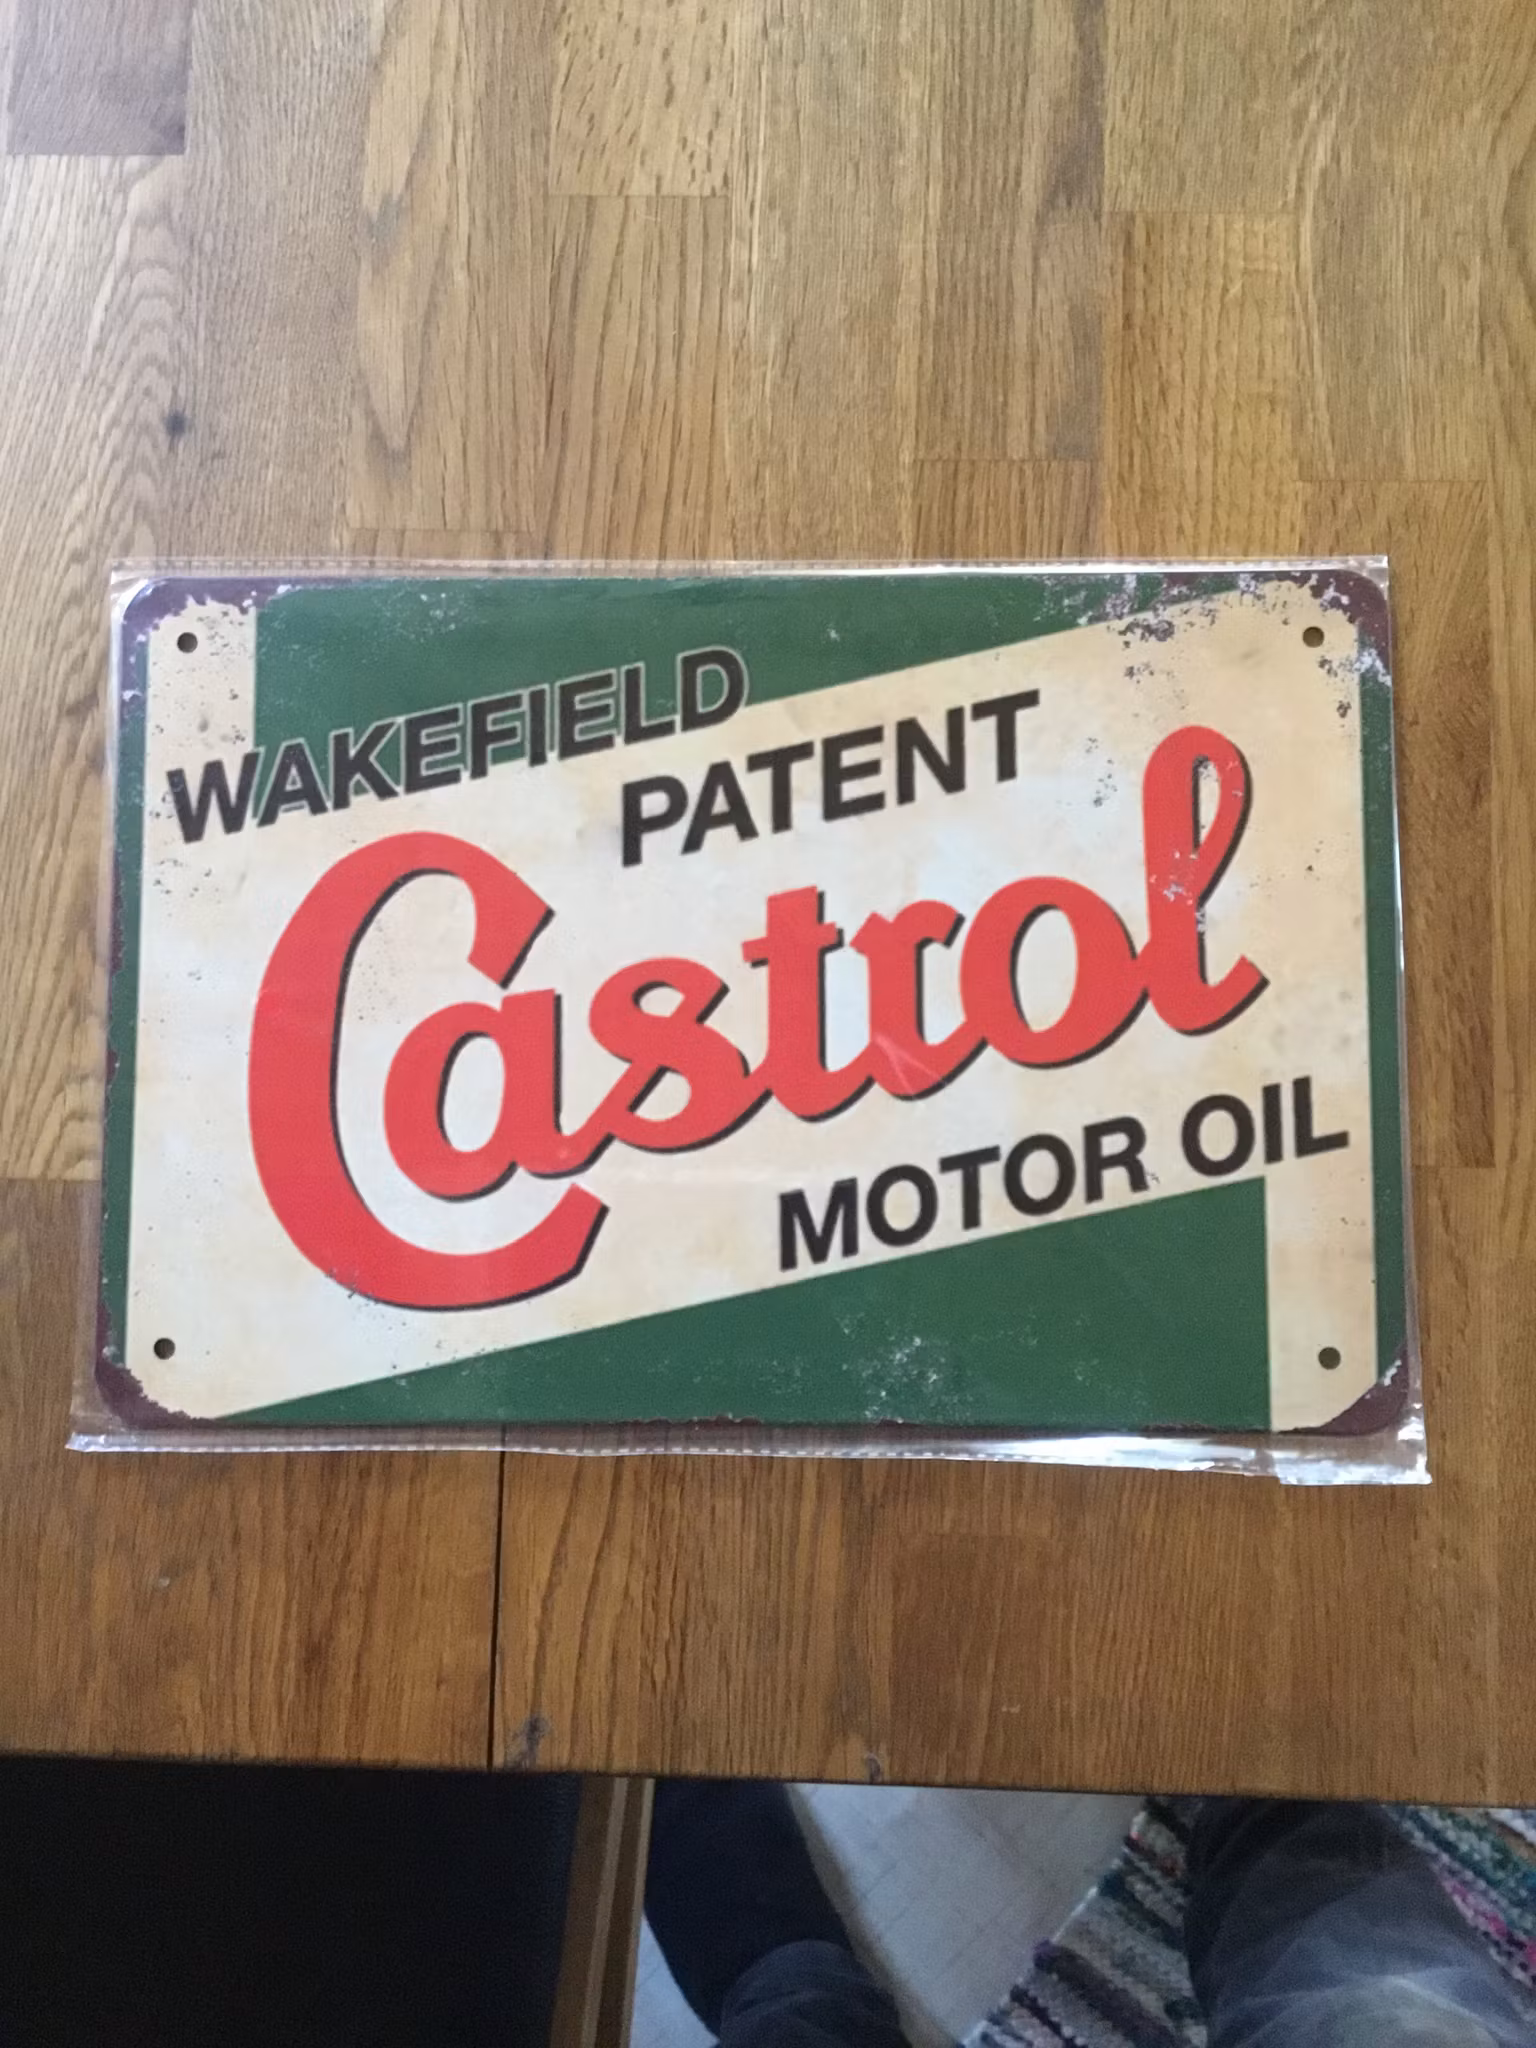 WAKEFIELD
PATENT
Castrol
MOTOR OIL